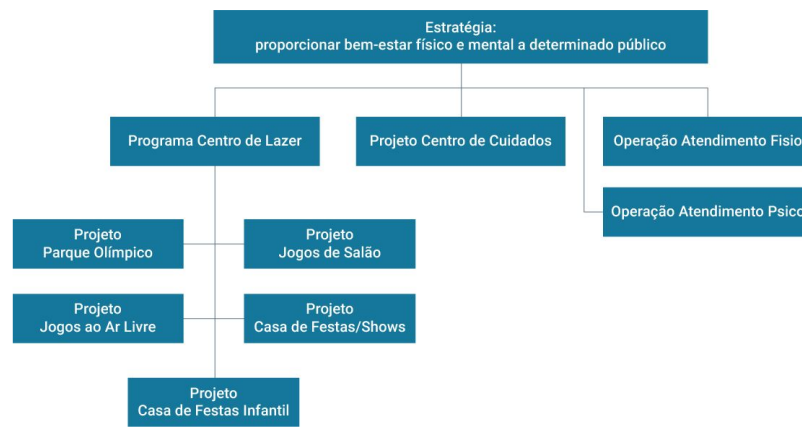 Estratégia:
proporcionar bem-estar físico e mental a determinado público
Programa Centro de Lazer
Projeto Centro de Cuidados
Operação Atendimento Fisio
Operação Atendimento Psico
Projeto
Parque Olímpico
Projeto
Jogos de Salão
Projeto
Jogos ao Ar Livre
Projeto
Casa de Festas/Shows
Projeto
Casa de Festas Infantil